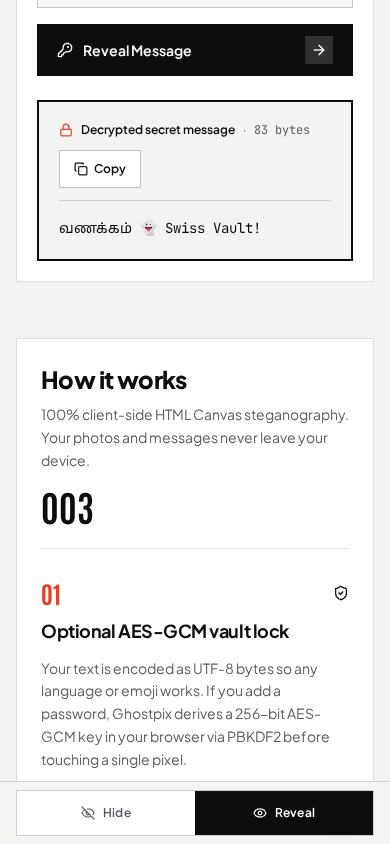 Reveal Message
Decrypted secret message · 83 bytes
Copy
வணக்கம் 👻 Swiss Vault!
How it works
100% client-side HTML Canvas steganography.
Your photos and messages never leave your
device.
003
01
Optional AES-GCM vault lock
Your text is encoded as UTF-8 bytes so any
language or emoji works. If you add a
password, Ghostpix derives a 256-bit AES-
GCM key in your browser via PBKDF2 before
touching a single pixel.
Hide
Reveal